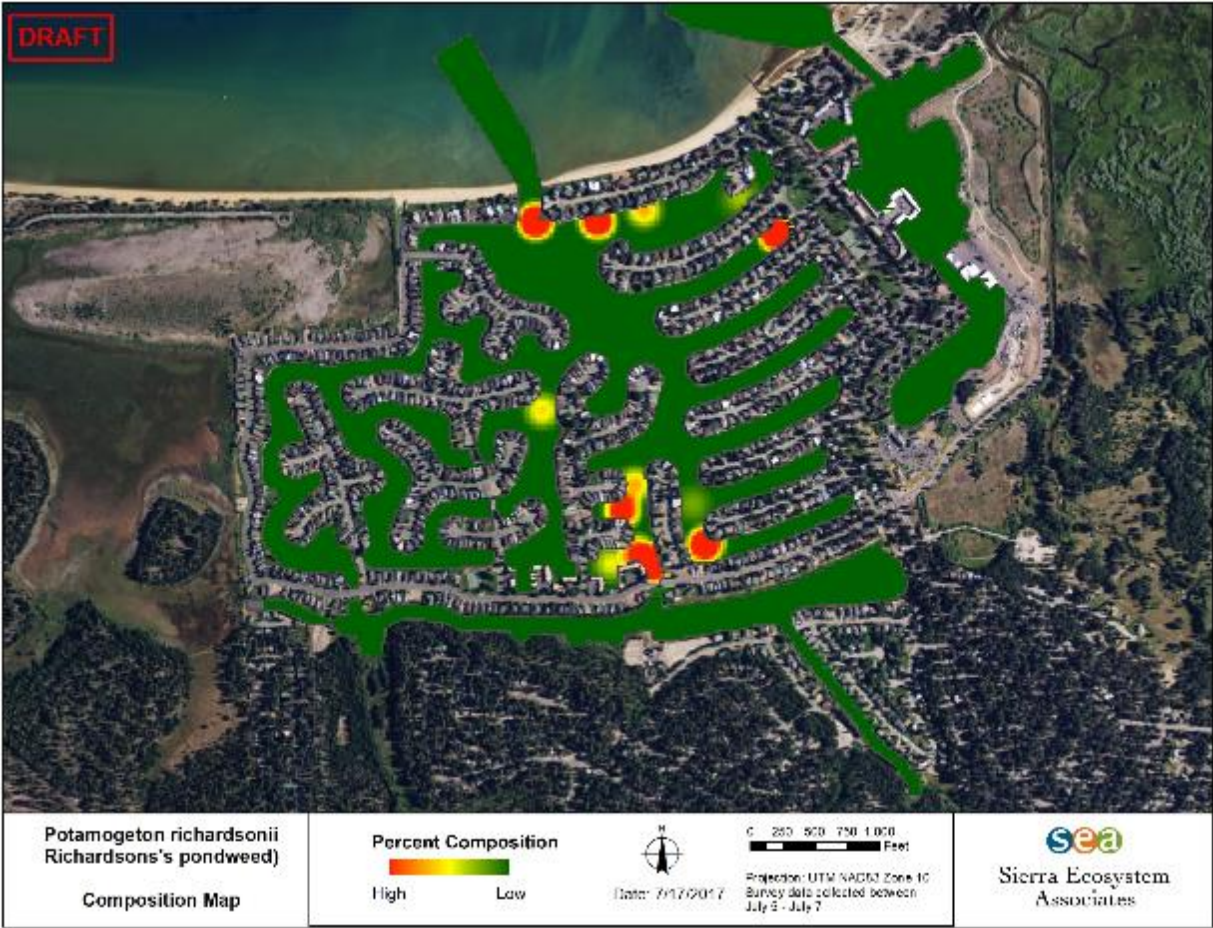 DRAFT
Potamogeton richardsonii
Richardsons's pondweed)
Composition Map
Percent Composition
High Low
N
Date: 7/17/2017
0 250 500 750 1,000
Feet
Projection: UTM NAD83 Zone 10
Survey data collected between
July 5 - July 7
sea
Sierra Ecosystem
Associates